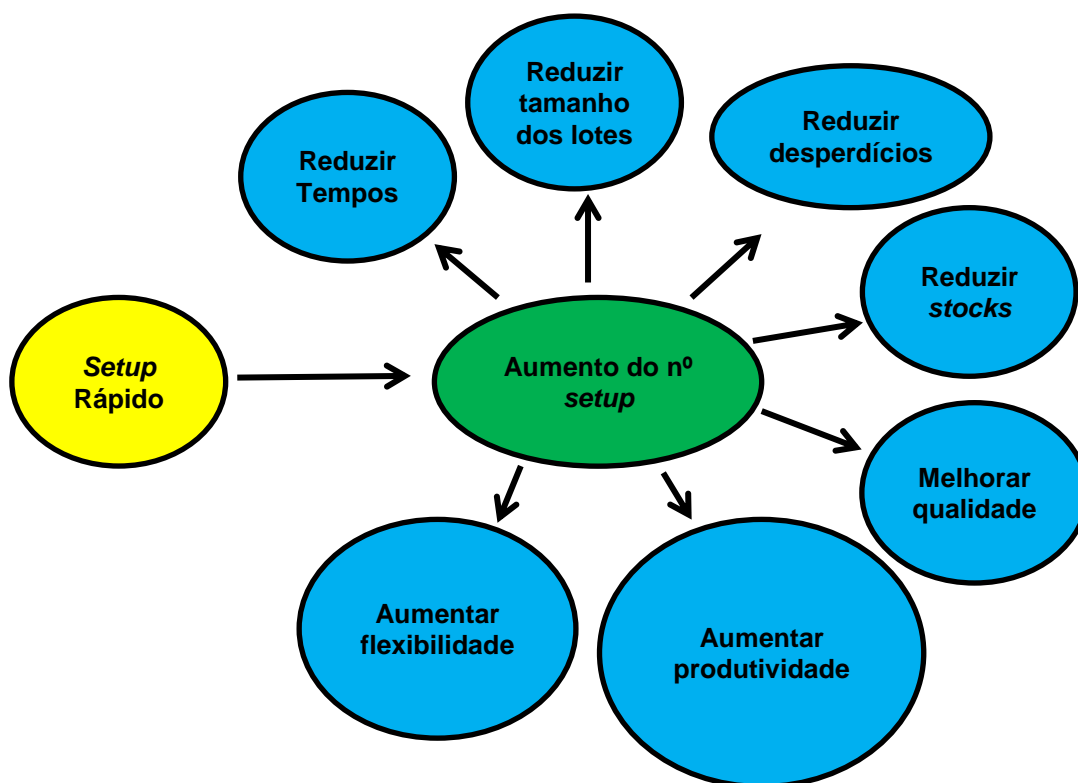 Reduzir
tamanho
dos lotes
Reduzir
desperdícios
Reduzir
Tempos
Reduzir
stocks
Setup
Rápido
Aumento do nº
setup
Melhorar
qualidade
Aumentar
flexibilidade
Aumentar
produtividade